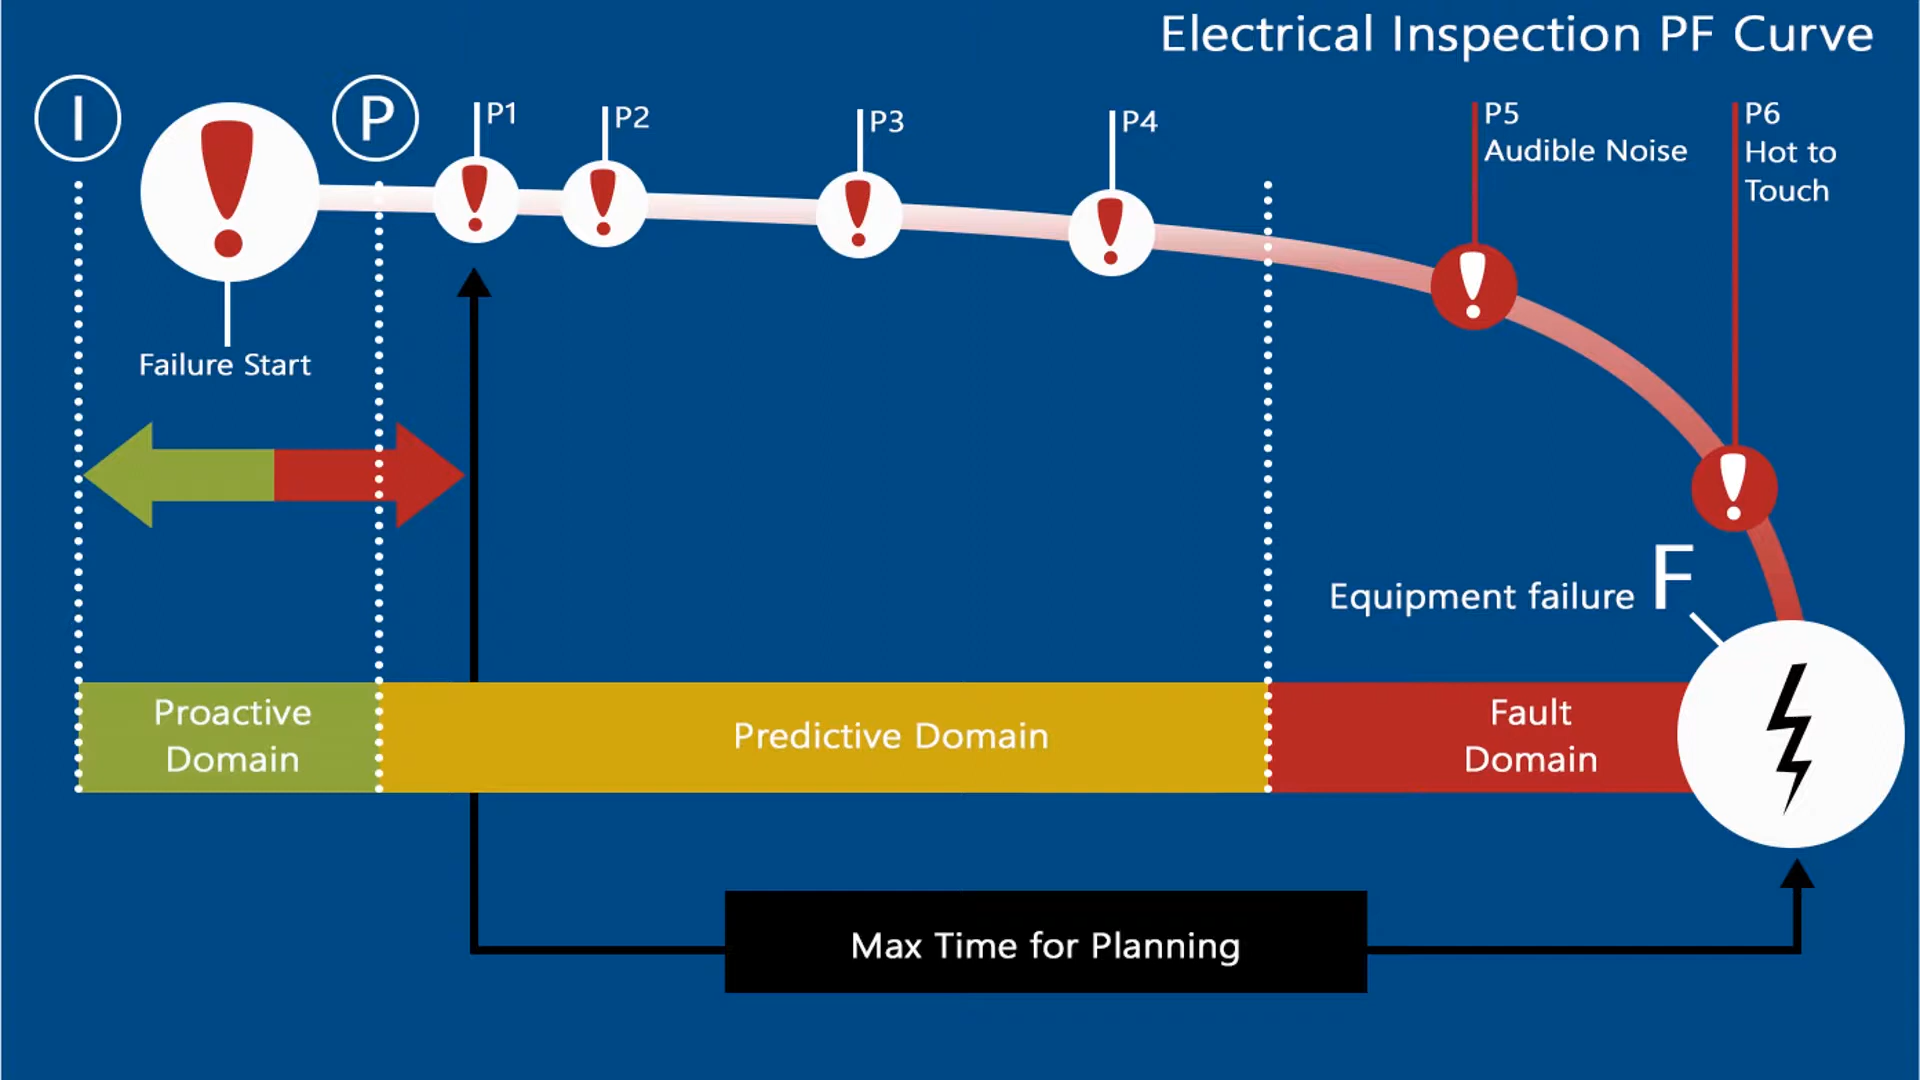 Electrical Inspection PF Curve
I
P
P1
P2
P3
P4
P5
Audible Noise
P6
Hot to
Touch
Failure Start
Equipment failure F
Proactive
Domain
Predictive Domain
Fault
Domain
Max Time for Planning